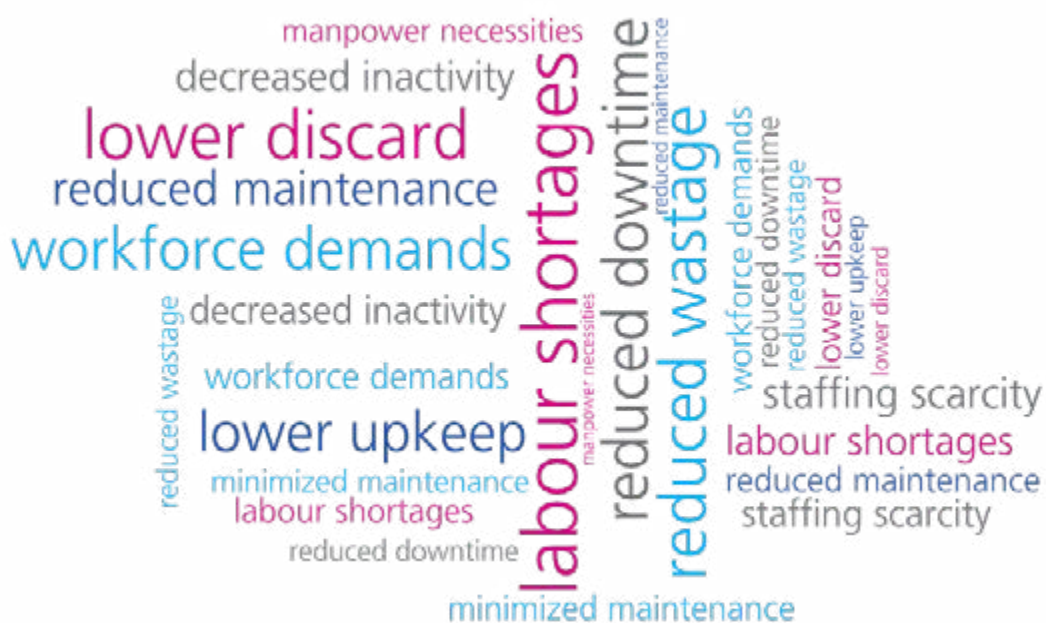 manpower necessities
decreased inactivity
lower discard
reduced maintenance
workforce demands
decreased inactivity
reduced wastage
workforce demands
lower upkeep
minimized maintenance
labour shortages
reduced downtime
labour shortages
manpower necessities
reduced downtime
reduced maintenance
reduced wastage
workforce demands
reduced downtime
reduced wastage
lower discard
lower upkeep
lower discard
staffing scarcity
labour shortages
reduced maintenance
staffing scarcity
minimized maintenance